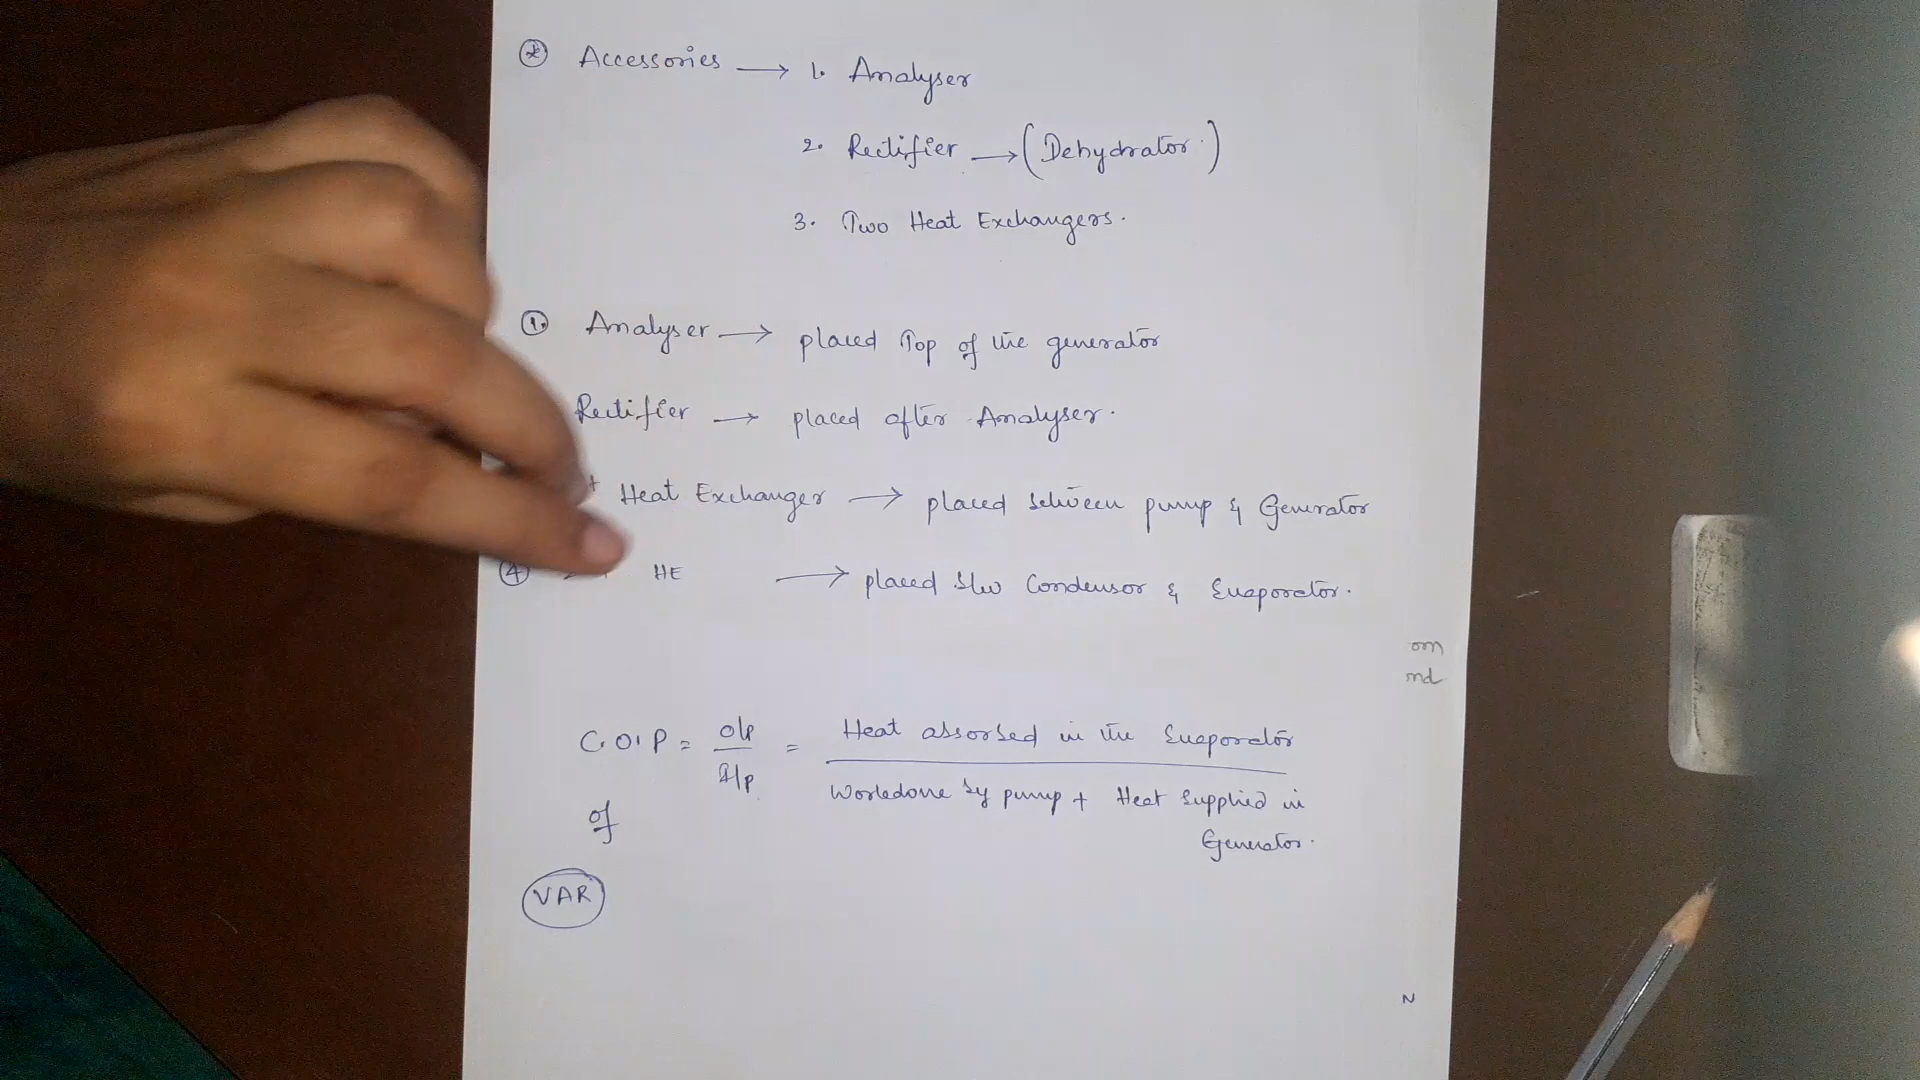 Accessories → 1. Analyser
2. Rectifier → (Dehydrator.)
3. Two Heat Exchangers.
① Analyser → placed Top of the generator
Rectifier → placed after Analyser.
Heat Exchanger → placed between pump & Generator
④ HE → placed b/w Condensor & Evaporator.
om
nd
C.O.P = O/p / I/p = Heat absorbed in the Evaporator / Workdone by pump + Heat Supplied in Generator.
of
VAR
N